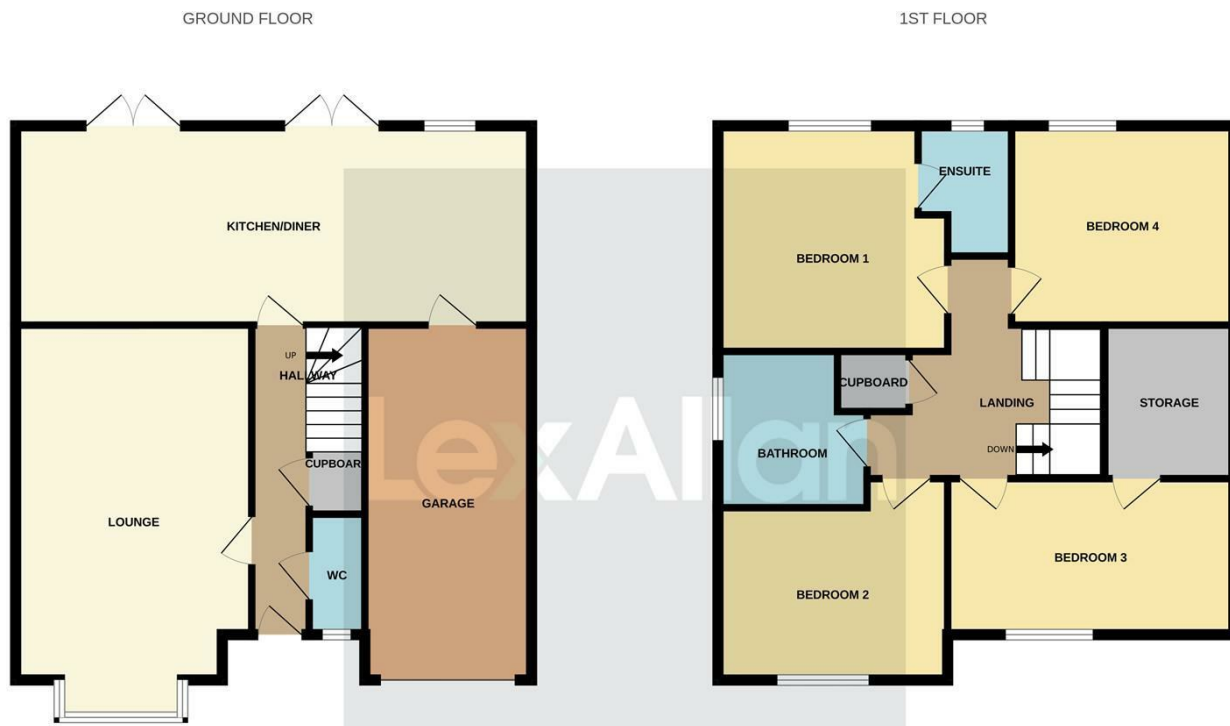 GROUND FLOOR
1ST FLOOR
KITCHEN/DINER
UP
HALLWAY
CUPBOARD
LOUNGE
GARAGE
WC
ENSUITE
BEDROOM 1
BEDROOM 4
CUPBOARD
LANDING
STORAGE
DOWN
BATHROOM
BEDROOM 3
BEDROOM 2
LexAllan